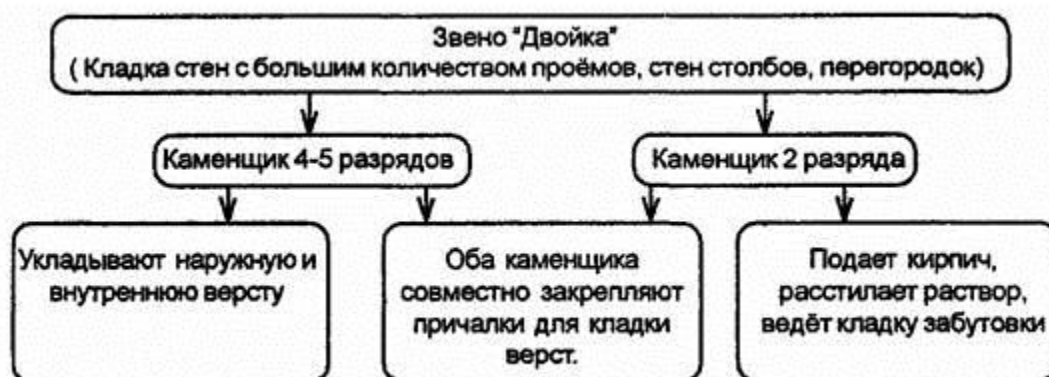 Звено "Двойка"
( Кладка стен с большим количеством проёмов, стен столбов, перегородок)
Каменщик 4-5 разрядов
Каменщик 2 разряда
Укладывают наружную и
внутреннюю версту
Оба каменщика
совместно закрепляют
причалки для кладки
верст.
Подает кирпич,
расстилает раствор,
ведёт кладку забутовки